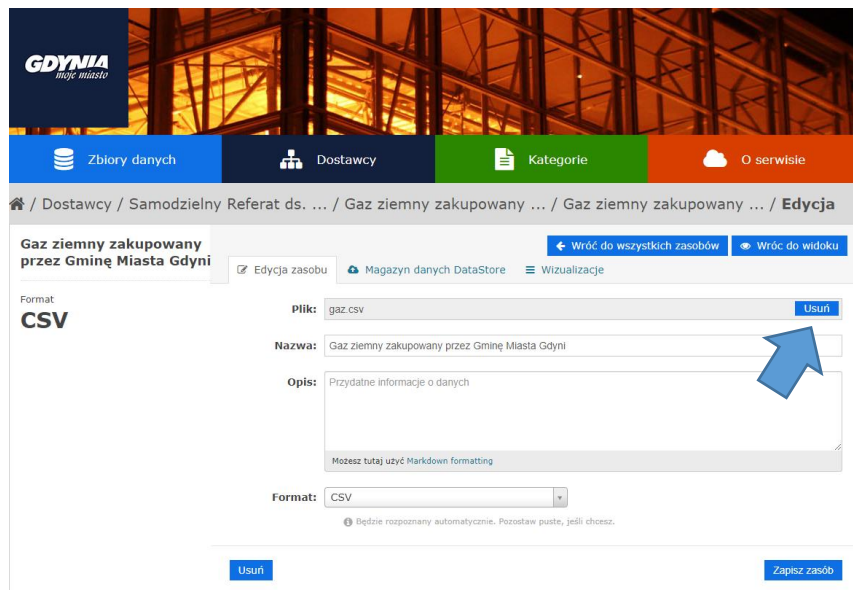 GDYNIA
moje miasto
Zbiory danych
Dostawcy
Kategorie
O serwisie
/ Dostawcy / Samodzielny Referat ds. ... / Gaz ziemny zakupowany ... / Gaz ziemny zakupowany ... / Edycja
Gaz ziemny zakupowany
przez Gminę Miasta Gdyni
Format
CSV
Wróć do wszystkich zasobów
Wróć do widoku
Edycja zasobu
Magazyn danych DataStore
Wizualizacje
Plik: gaz.csv Usuń
Nazwa: Gaz ziemny zakupowany przez Gminę Miasta Gdyni
Opis: Przydatne informacje o danych
Możesz tutaj użyć Markdown formatting
Format: CSV
Będzie rozpoznany automatycznie. Pozostaw puste, jeśli chcesz.
Usuń
Zapisz zasób